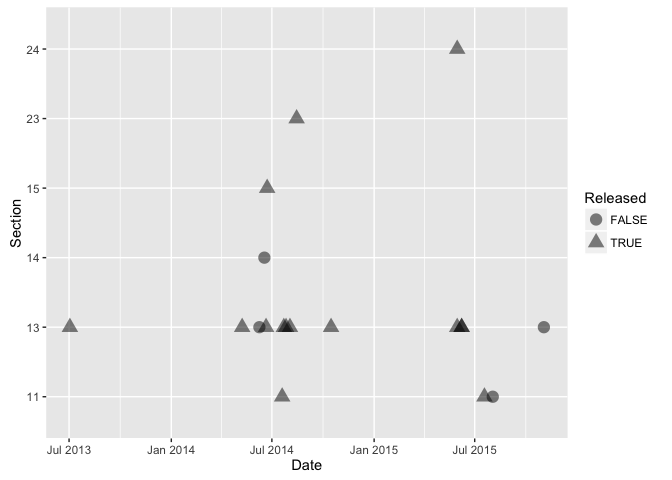 24
23
15
14
13
11
Section
Jul 2013
Jan 2014
Jul 2014
Jan 2015
Jul 2015
Date
Released
FALSE
TRUE